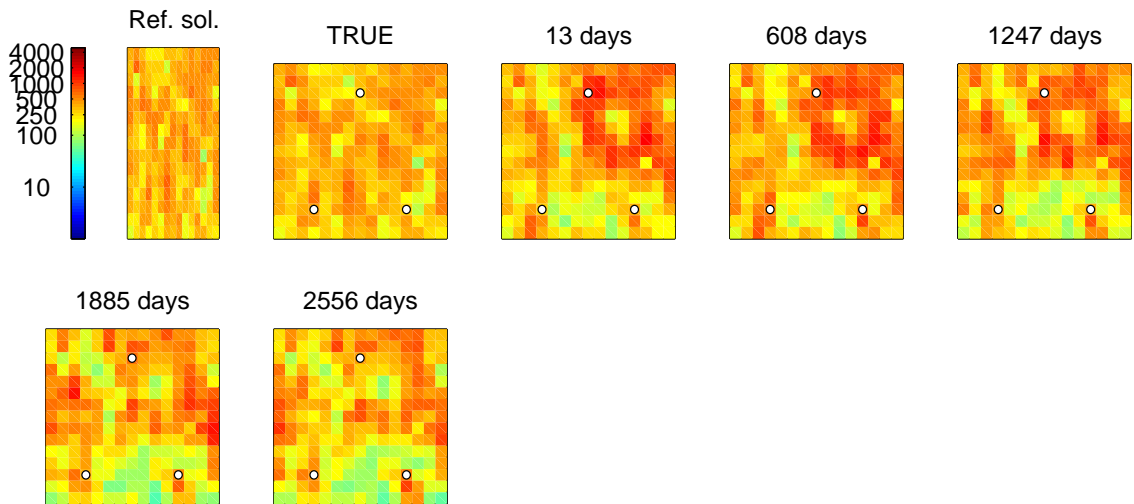 Ref. sol.
TRUE
13 days
608 days
1247 days
4000
2000
1000
500
250
100
10
1885 days
2556 days